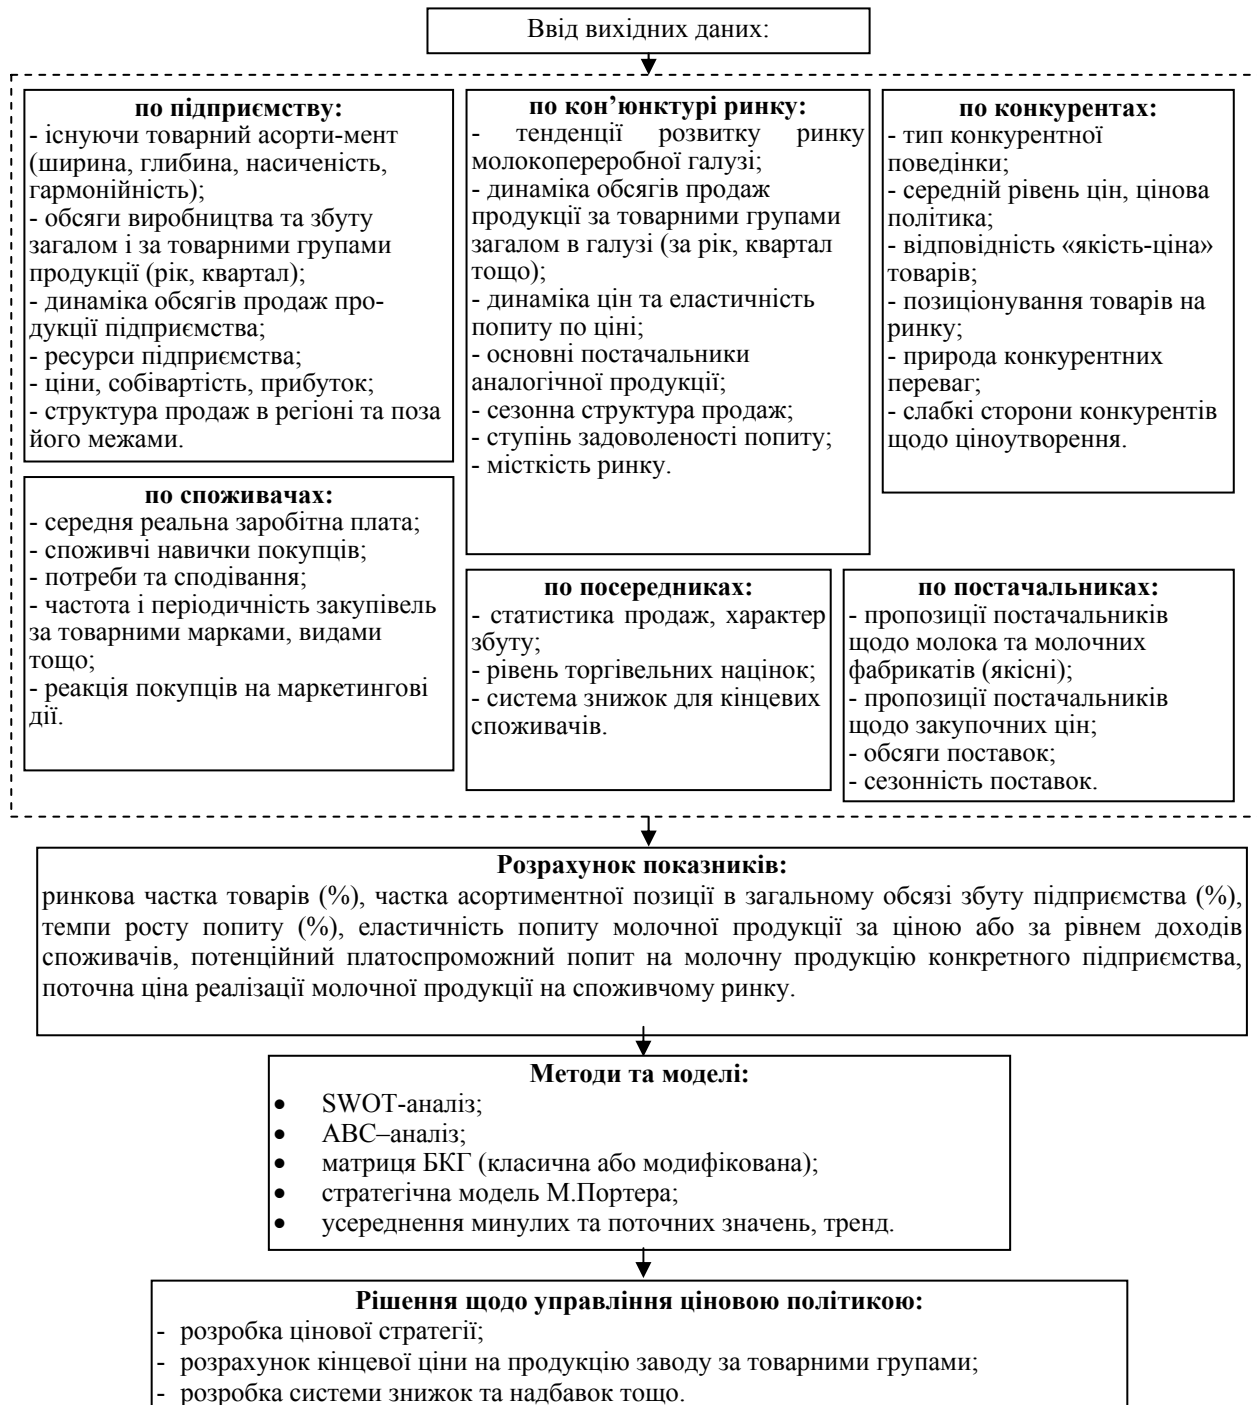 Ввід вихідних даних:
по підприємству:
- існуючи товарний асорти-мент
(ширина, глибина, насиченість,
гармонійність);
- обсяги виробництва та збуту
загалом і за товарними групами
продукції (рік, квартал);
- динаміка обсягів продаж про-
дукції підприємства;
- ресурси підприємства;
- ціни, собівартість, прибуток;
- структура продаж в регіоні та поза
його межами.
по кон’юнктурі ринку:
- тенденції розвитку ринку
молокопереробної галузі;
- динаміка обсягів продаж
продукції за товарними групами
загалом в галузі (за рік, квартал
тощо);
- динаміка цін та еластичність
попиту по ціні;
- основні постачальники
аналогічної продукції;
- сезонна структура продаж;
- ступінь задоволеності попиту;
- місткість ринку.
по конкурентах:
- тип конкурентної
поведінки;
- середній рівень цін, цінова
політика;
- відповідність «якість-ціна»
товарів;
- позиціонування товарів на
ринку;
- природа конкурентних
переваг;
- слабкі сторони конкурентів
щодо ціноутворення.
по споживачах:
- середня реальна заробітна плата;
- споживчі навички покупців;
- потреби та сподівання;
- частота і періодичність закупівель
за товарними марками, видами
тощо;
- реакція покупців на маркетингові
дії.
по посередниках:
- статистика продаж, характер
збуту;
- рівень торгівельних націнок;
- система знижок для кінцевих
споживачів.
по постачальниках:
- пропозиції постачальників
щодо молока та молочних
фабрикатів (якісні);
- пропозиції постачальників
щодо закупочних цін;
- обсяги поставок;
- сезонність поставок.
Розрахунок показників:
ринкова частка товарів (%), частка асортиментної позиції в загальному обсязі збуту підприємства (%),
темпи росту попиту (%), еластичність попиту молочної продукції за ціною або за рівнем доходів
споживачів, потенційний платоспроможний попит на молочну продукцію конкретного підприємства,
поточна ціна реалізації молочної продукції на споживчому ринку.
Методи та моделі:
• SWOT-аналіз;
• АВС–аналіз;
• матриця БКГ (класична або модифікована);
• стратегічна модель М.Портера;
• усереднення минулих та поточних значень, тренд.
Рішення щодо управління ціновою політикою:
- розробка цінової стратегії;
- розрахунок кінцевої ціни на продукцію заводу за товарними групами;
- розробка системи знижок та надбавок тощо.